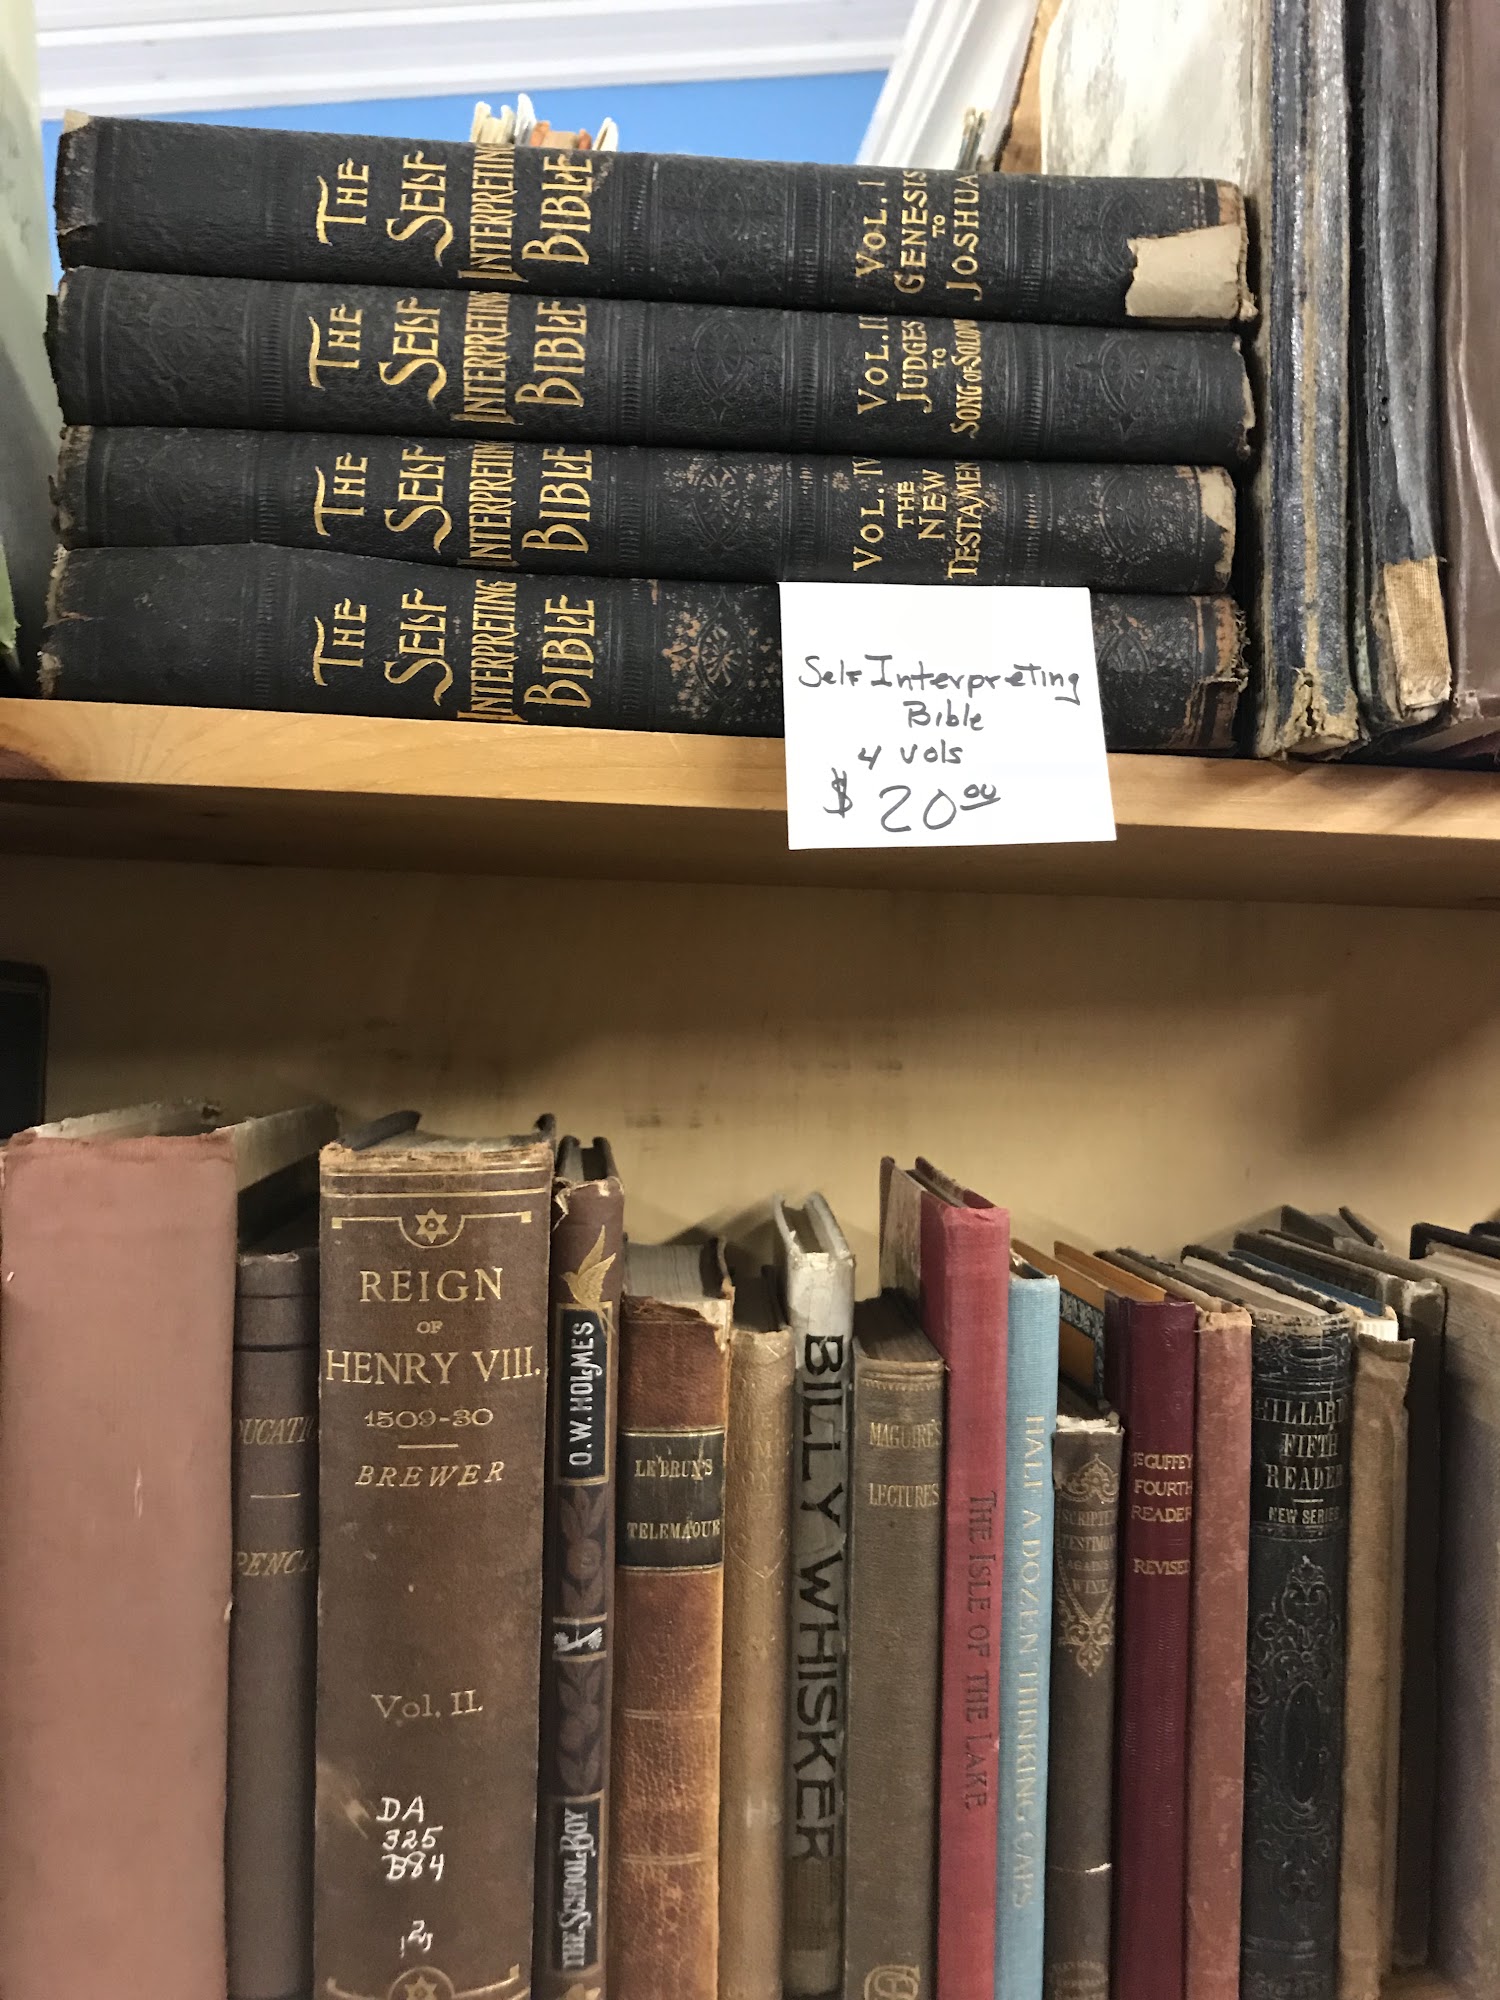 THE
SELF
INTERPRETING
BIBLE
VOL. I
GENESIS
TO
JOSHUA
THE
SELF
INTERPRETING
BIBLE
VOL. II
JUDGES
TO
SONG OF SOLOMON
THE
SELF
INTERPRETING
BIBLE
VOL. IV
THE
NEW
TESTAMENT
THE
SELF
INTERPRETING
BIBLE
Self Interpreting
Bible
4 vols
$ 20.00
REIGN
OF
HENRY VIII.
1509-30
BREWER
Vol. II.
DA
325
B84
O.W. HOLMES
THE SCHOOL BOY
LE BRUN'S
TELEMAQUE
BILLY WHISKER
MAGUIRE'S
LECTURES
THE ISLE OF THE LAKE
HALF A DOZEN THINKING CAPS
TESTIMONY
AGAINST
WINE
McGUFFEY
FOURTH
READER
REVISED
HILLARD
FIFTH
READER
NEW SERIES